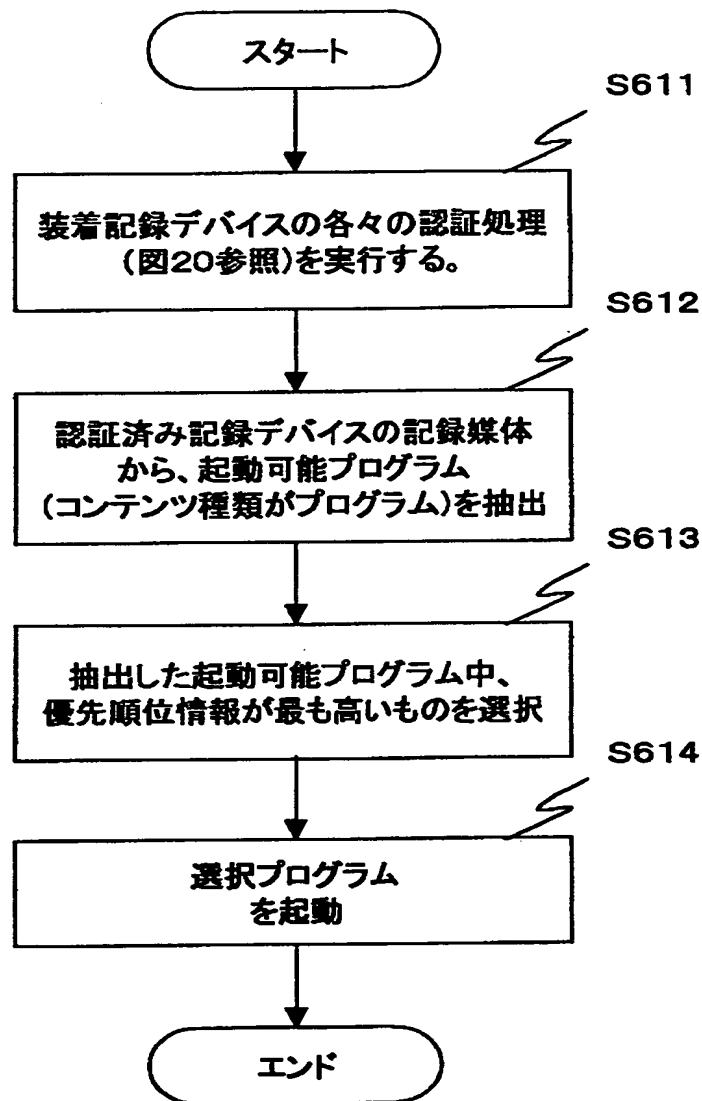 スタート
S611
装着記録デバイスの各々の認証処理
(図20参照)を実行する。
S612
認証済み記録デバイスの記録媒体
から、起動可能プログラム
(コンテンツ種類がプログラム)を抽出
S613
抽出した起動可能プログラム中、
優先順位情報が最も高いものを選択
S614
選択プログラム
を起動
エンド